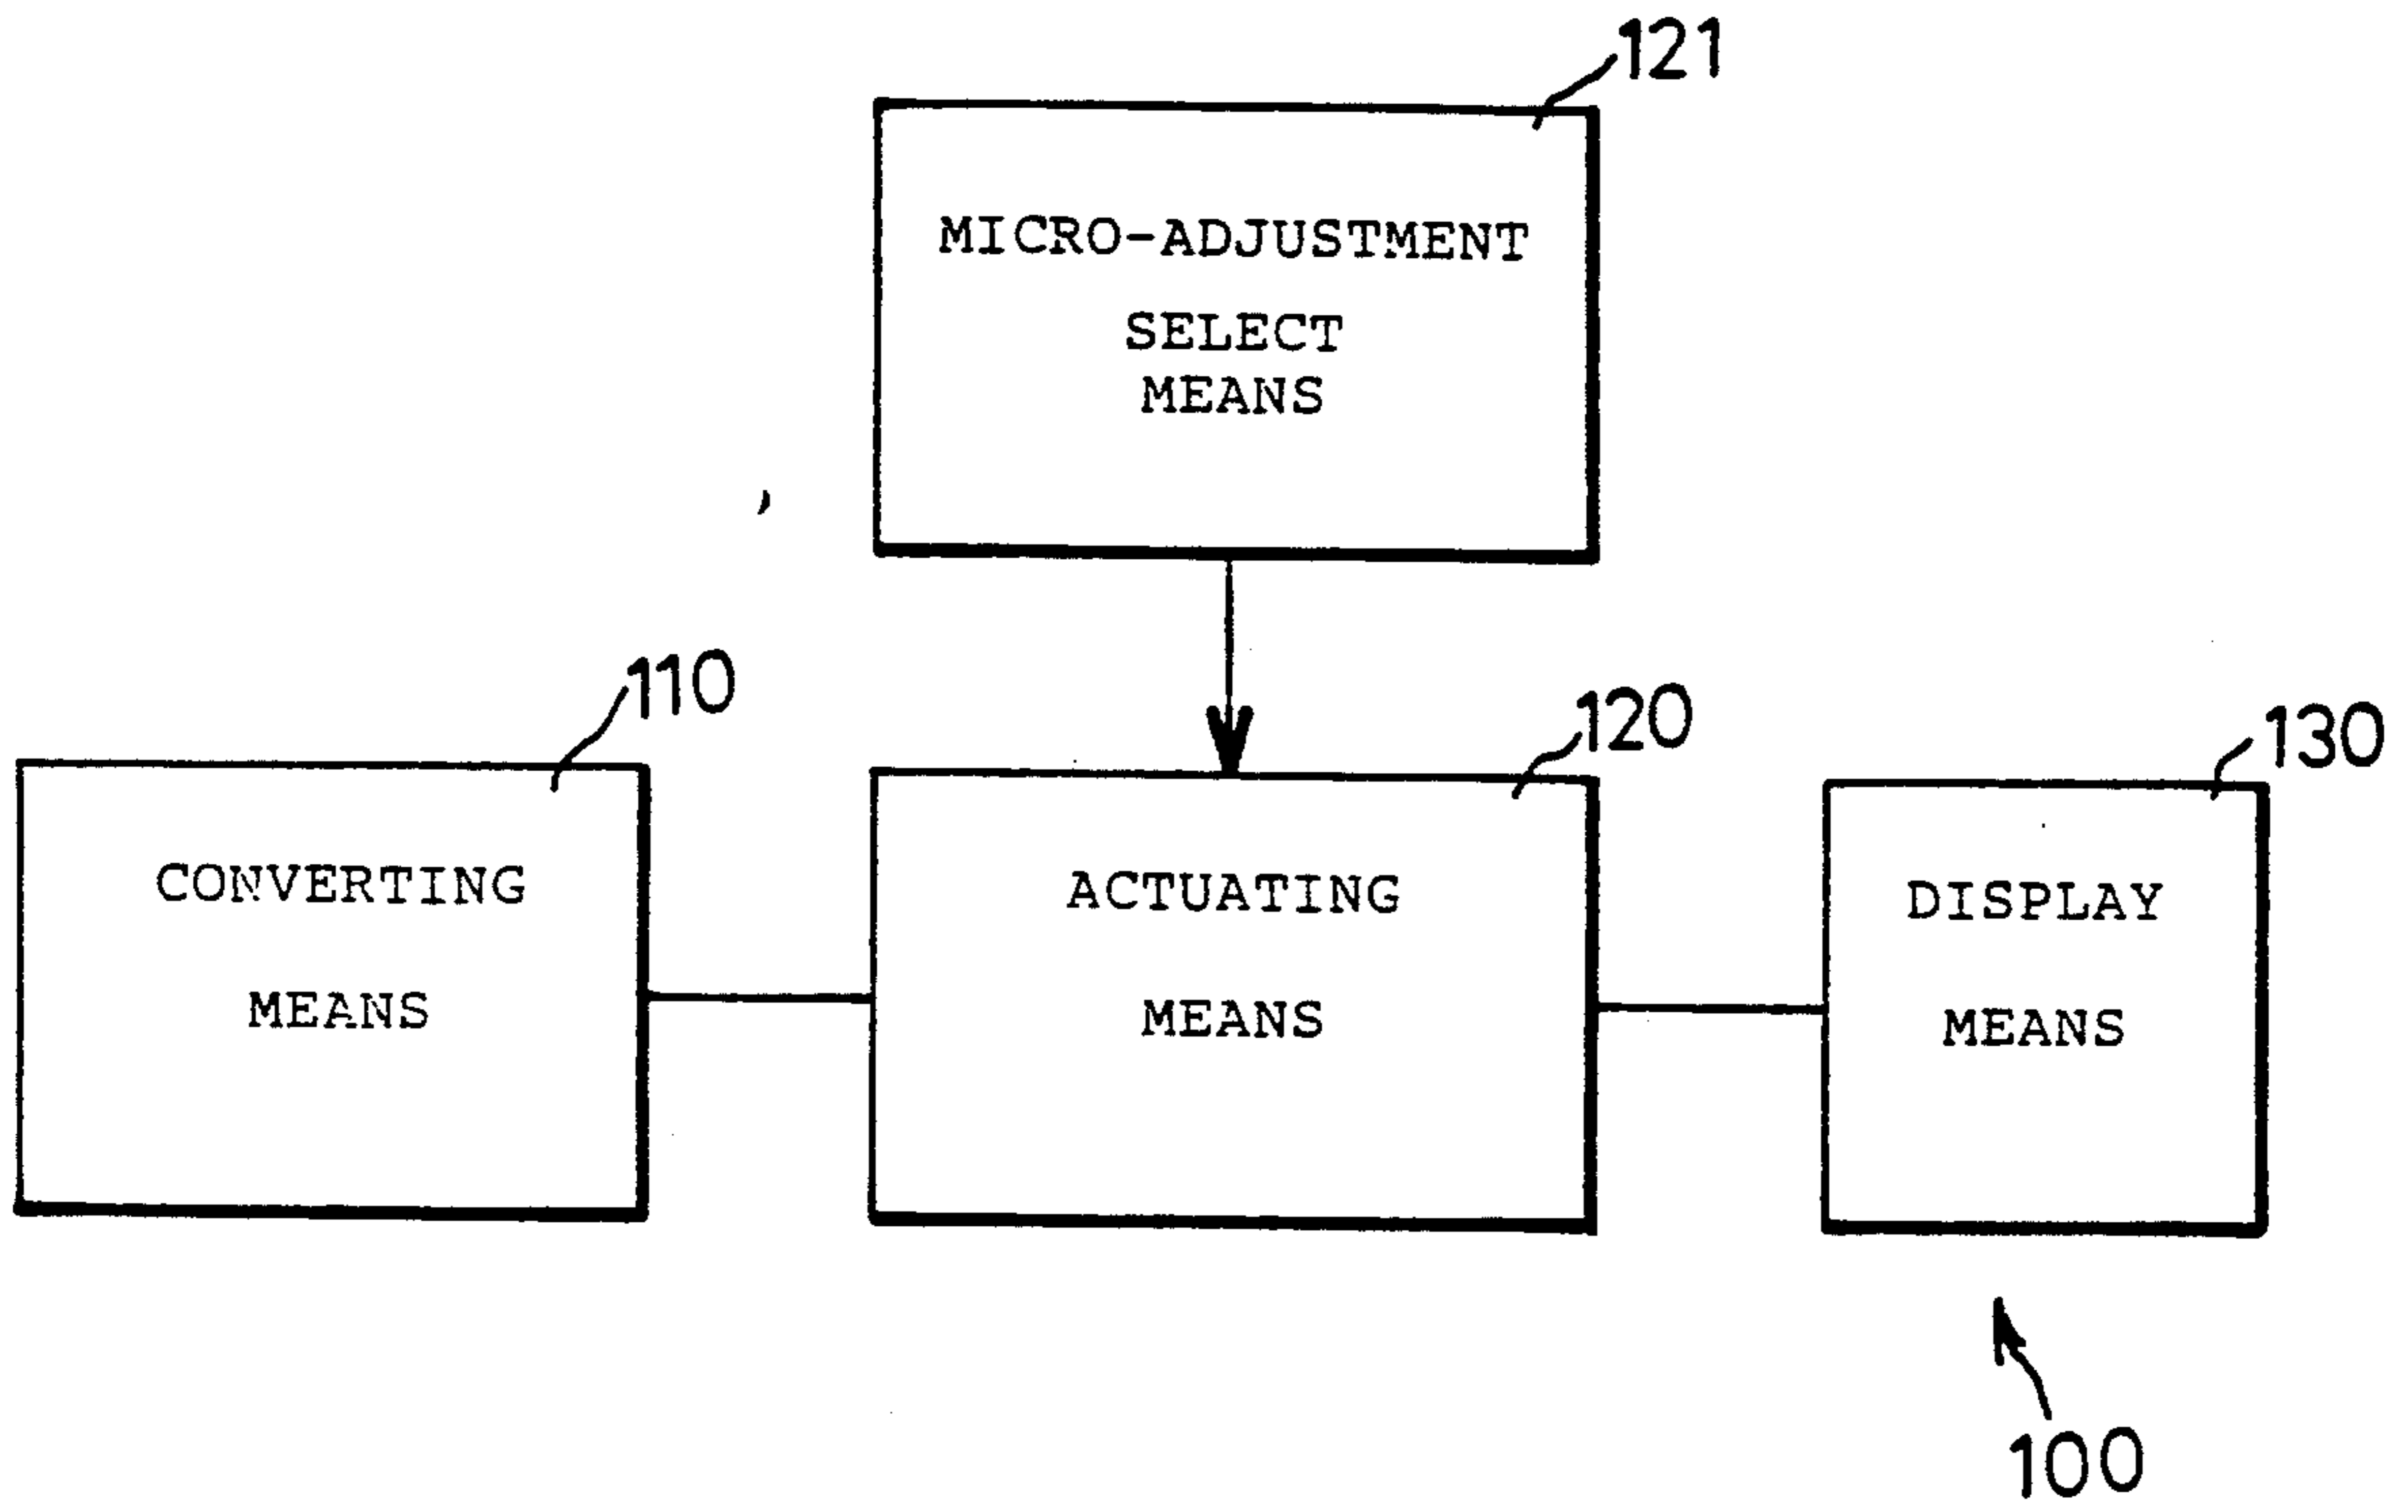 121
MICRO-ADJUSTMENT
SELECT
MEANS
110
CONVERTING
MEANS
120
ACTUATING
MEANS
130
DISPLAY
MEANS
100